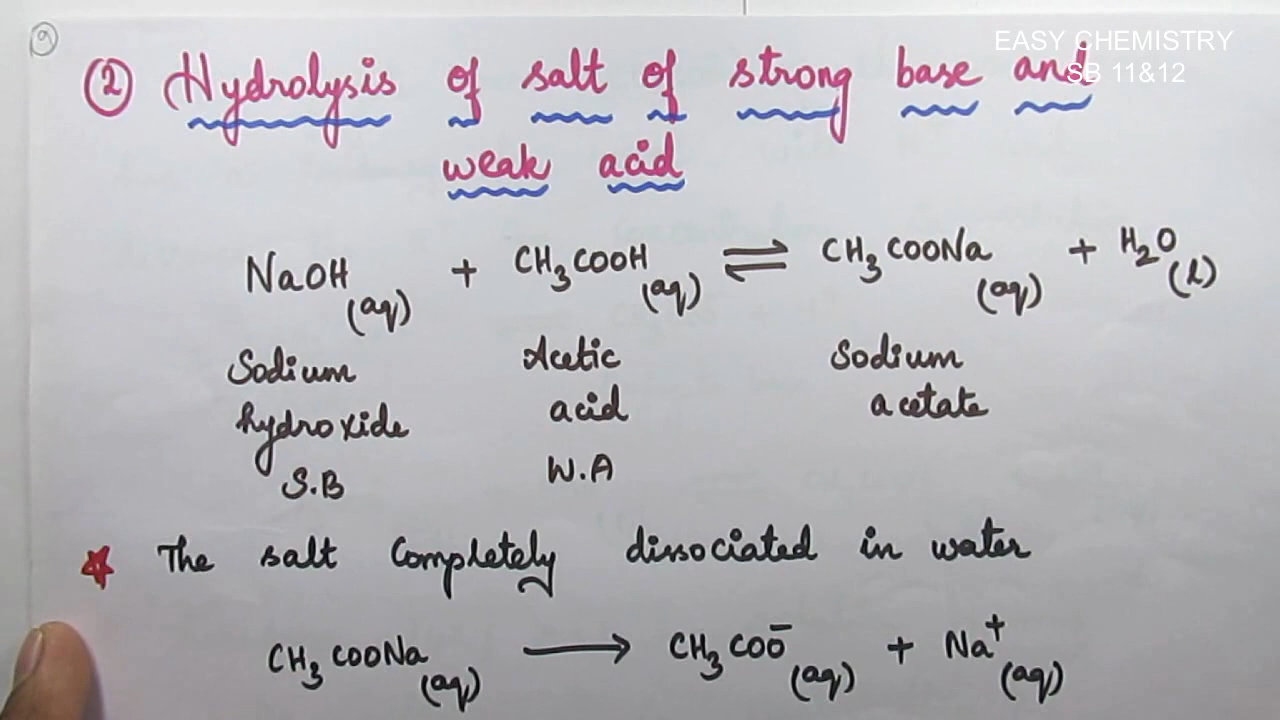 9
EASY CHEMISTRY
SB 11&12
② Hydrolysis of salt of strong base and
weak acid
NaOH(aq) + CH₃COOH(aq) ⇌ CH₃COONa(aq) + H₂O(l)
Sodium Acetic Sodium
hydroxide acid acetate
S.B W.A
★ The salt completely dissociated in water
CH₃COONa(aq) ⟶ CH₃COO⁻(aq) + Na⁺(aq)